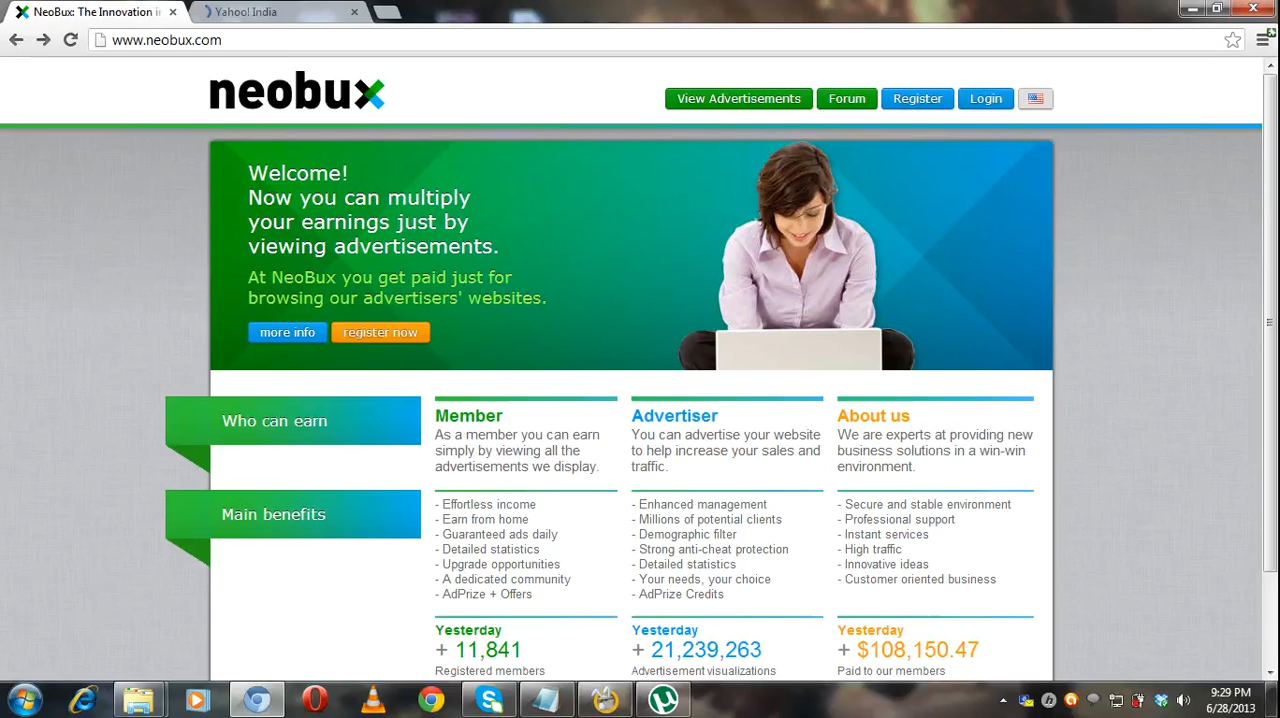 NeoBux: The Innovation in
Yahoo! India
www.neobux.com
neobux
View Advertisements
Forum
Register
Login
Welcome!
Now you can multiply
your earnings just by
viewing advertisements.
At NeoBux you get paid just for
browsing our advertisers' websites.
more info
register now
Who can earn
Member
As a member you can earn
simply by viewing all the
advertisements we display.
Advertiser
You can advertise your website
to help increase your sales and
traffic.
About us
We are experts at providing new
business solutions in a win-win
environment.
Main benefits
- Effortless income
- Earn from home
- Guaranteed ads daily
- Detailed statistics
- Upgrade opportunities
- A dedicated community
- AdPrize + Offers
- Enhanced management
- Millions of potential clients
- Demographic filter
- Strong anti-cheat protection
- Detailed statistics
- Your needs, your choice
- AdPrize Credits
- Secure and stable environment
- Professional support
- Instant services
- High traffic
- Innovative ideas
- Customer oriented business
Yesterday
+ 11,841
Registered members
Yesterday
+ 21,239,263
Advertisement visualizations
Yesterday
+ $108,150.47
Paid to our members
9:29 PM
6/28/2013